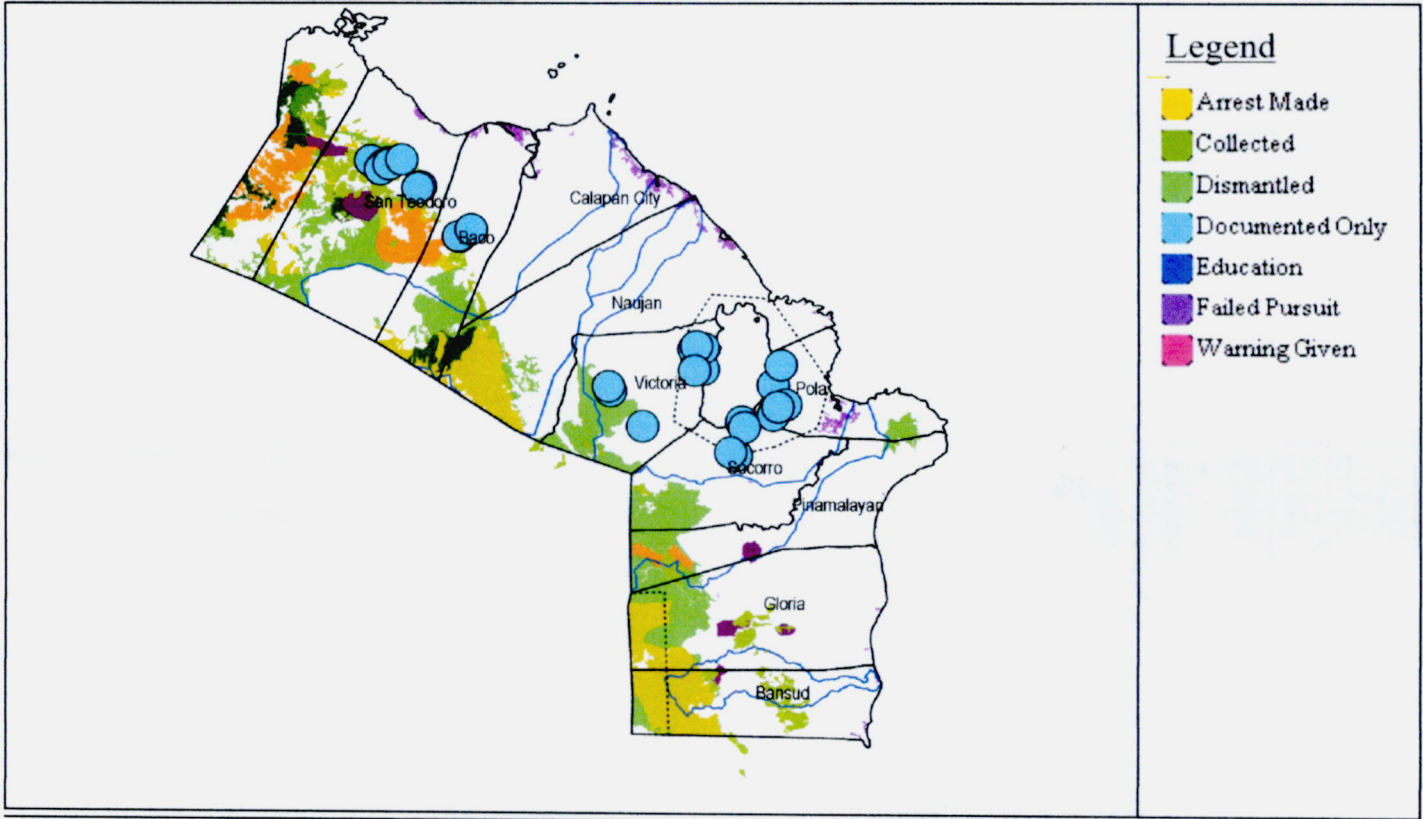 Legend
Arrest Made
Collected
Dismantled
Documented Only
Education
Failed Pursuit
Warning Given
San Teodoro
Baco
Calapan City
Naujan
Victoria
Pola
Socorro
Pinamalayan
Gloria
Bansud